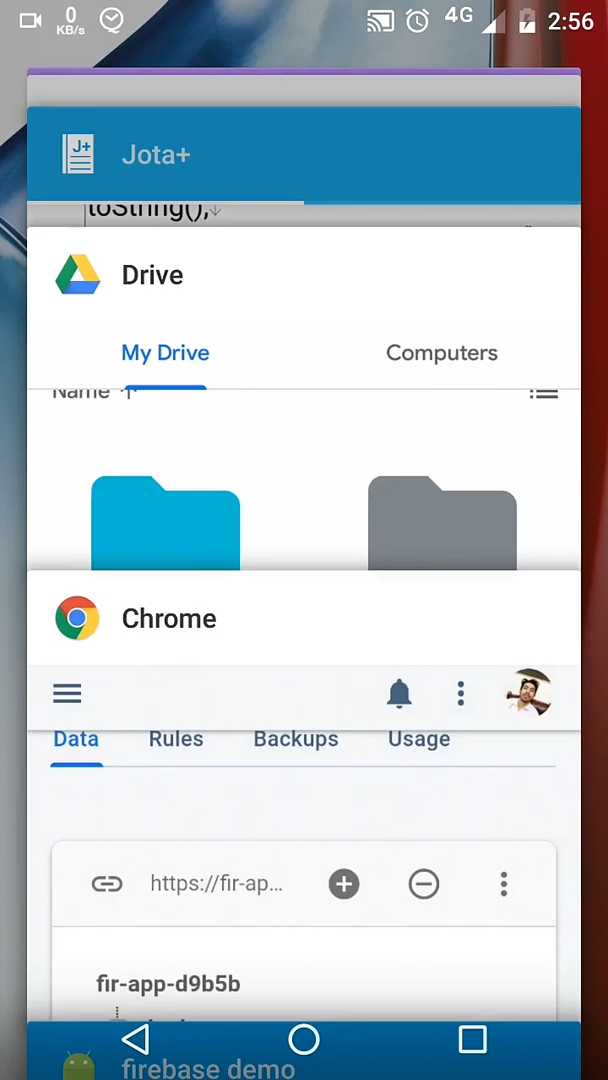 0
KB/s
4G
2:56
J+
Jota+
toString(),↓
Drive
My Drive
Computers
Name ↑
Chrome
Data
Rules
Backups
Usage
https://fir-ap...
fir-app-d9b5b
firebase demo